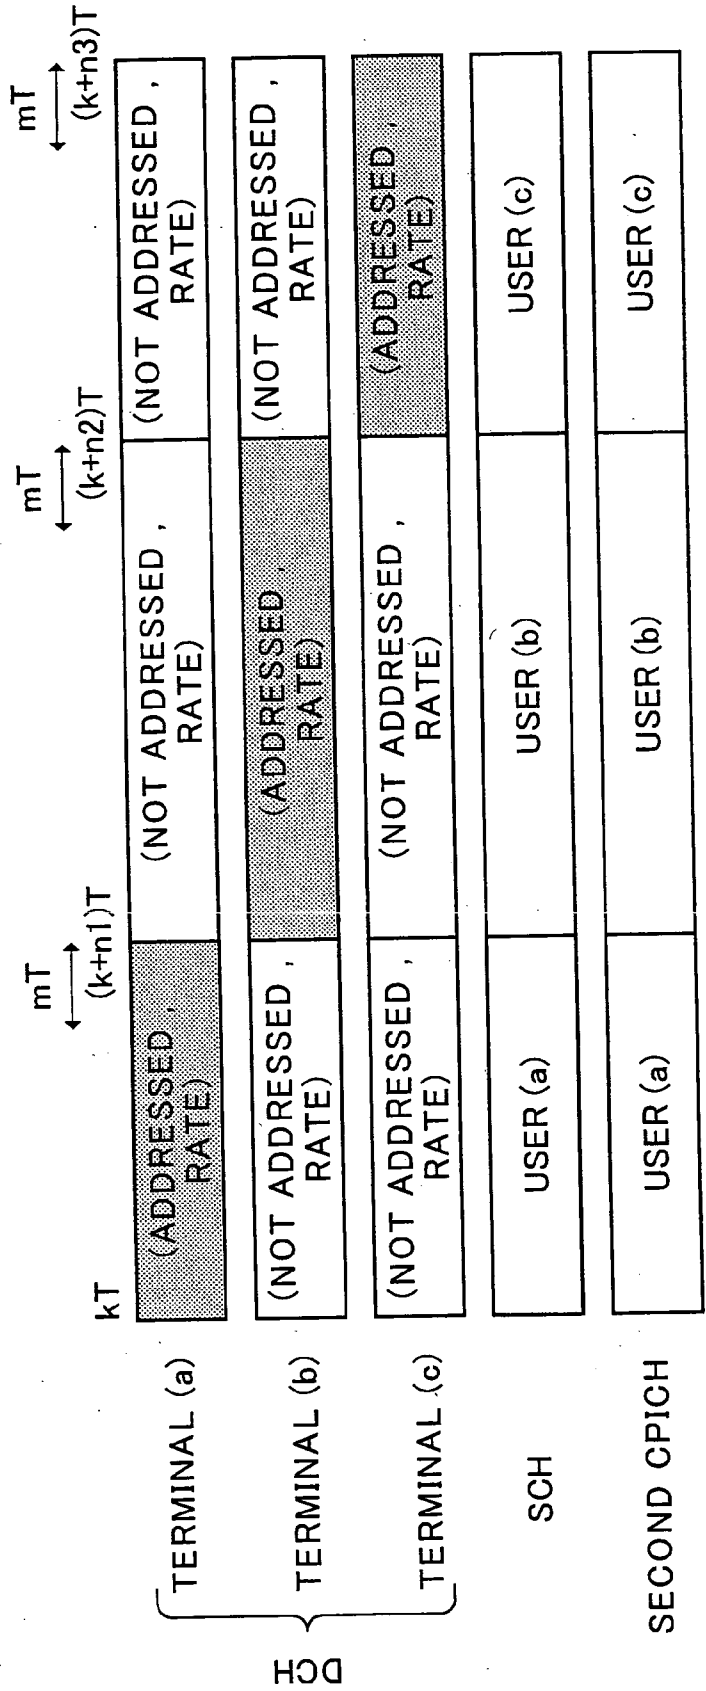 mT
mT
mT
kT
(k+n1)T
(k+n2)T
(k+n3)T
DCH
TERMINAL (a)
(ADDRESSED ,
RATE)
(NOT ADDRESSED ,
RATE)
(NOT ADDRESSED ,
RATE)
TERMINAL (b)
(NOT ADDRESSED ,
RATE)
(ADDRESSED ,
RATE)
(NOT ADDRESSED ,
RATE)
TERMINAL (c)
(NOT ADDRESSED ,
RATE)
(NOT ADDRESSED ,
RATE)
(ADDRESSED ,
RATE)
SCH
USER (a)
USER (b)
USER (c)
SECOND CPICH
USER (a)
USER (b)
USER (c)